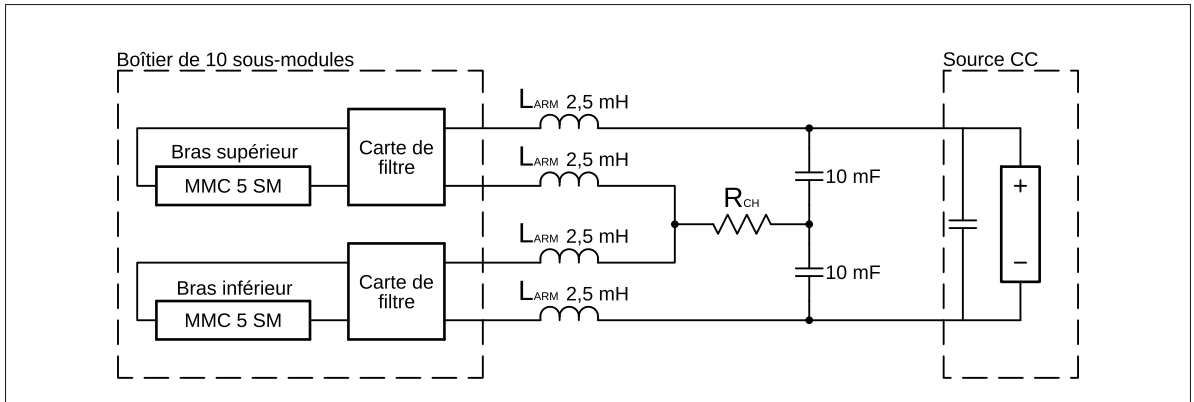 Boîtier de 10 sous-modules
Source CC
LARM 2,5 mH
Bras supérieur
MMC 5 SM
Carte de
filtre
LARM 2,5 mH
RCH
10 mF
+
−
LARM 2,5 mH
Bras inférieur
MMC 5 SM
Carte de
filtre
10 mF
LARM 2,5 mH